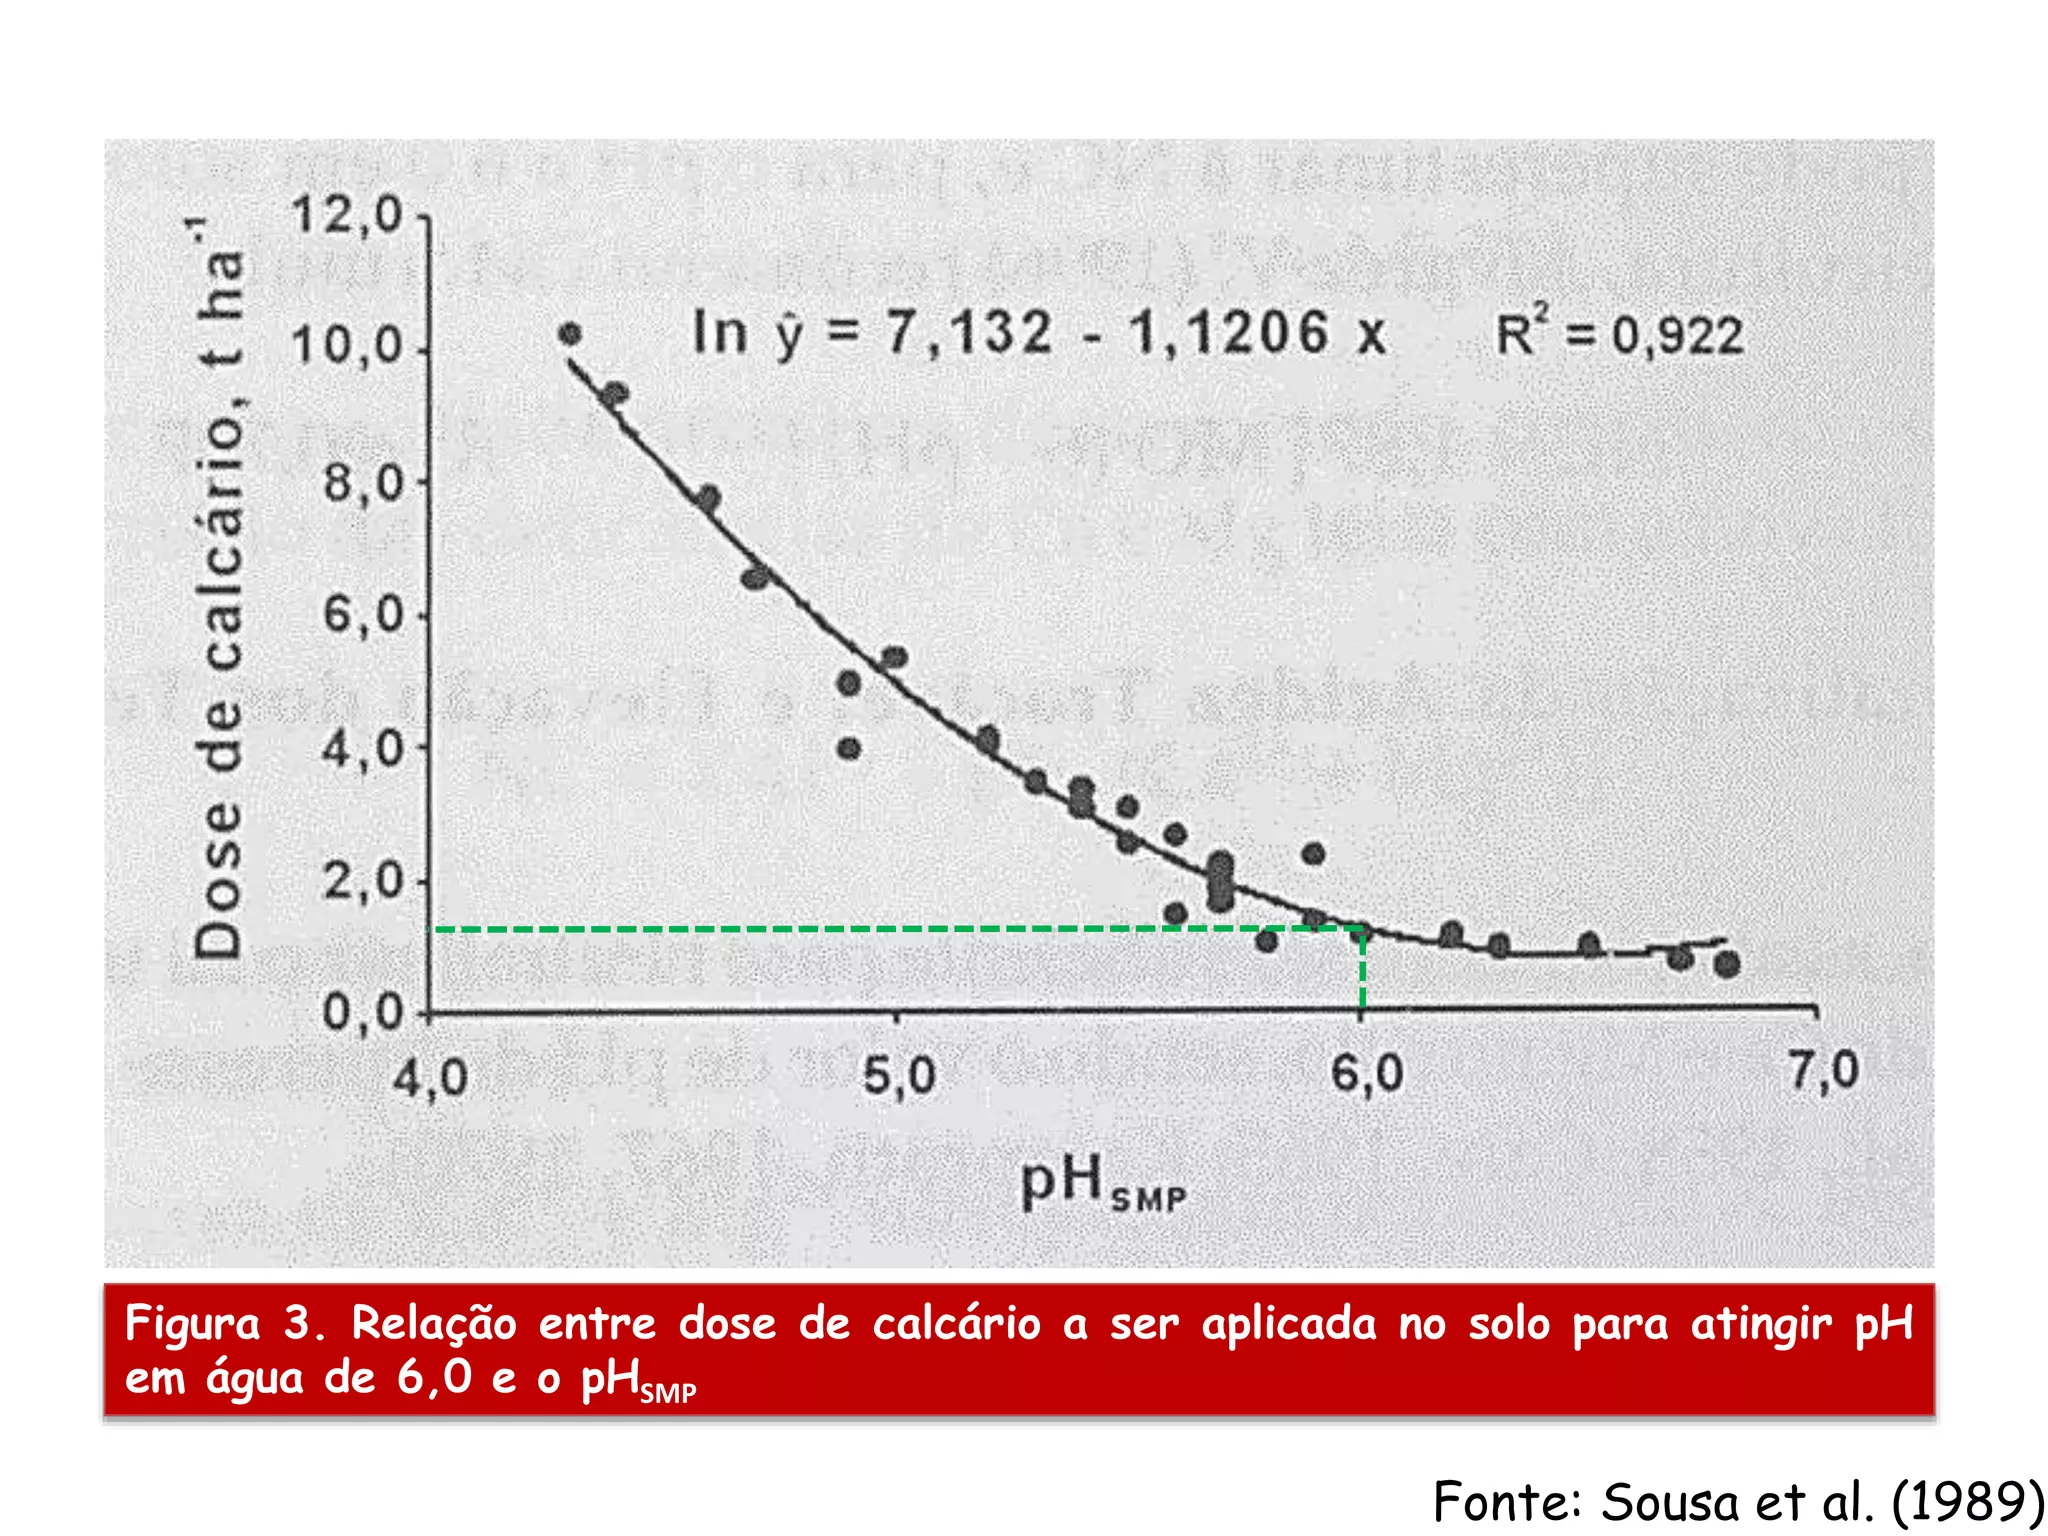 12,0
10,0
8,0
6,0
4,0
2,0
0,0
Dose de calcário, t ha⁻¹
ln ŷ = 7,132 - 1,1206 x R² = 0,922
4,0 5,0 6,0 7,0
pH SMP
Figura 3. Relação entre dose de calcário a ser aplicada no solo para atingir pH
em água de 6,0 e o pHSMP
Fonte: Sousa et al. (1989)